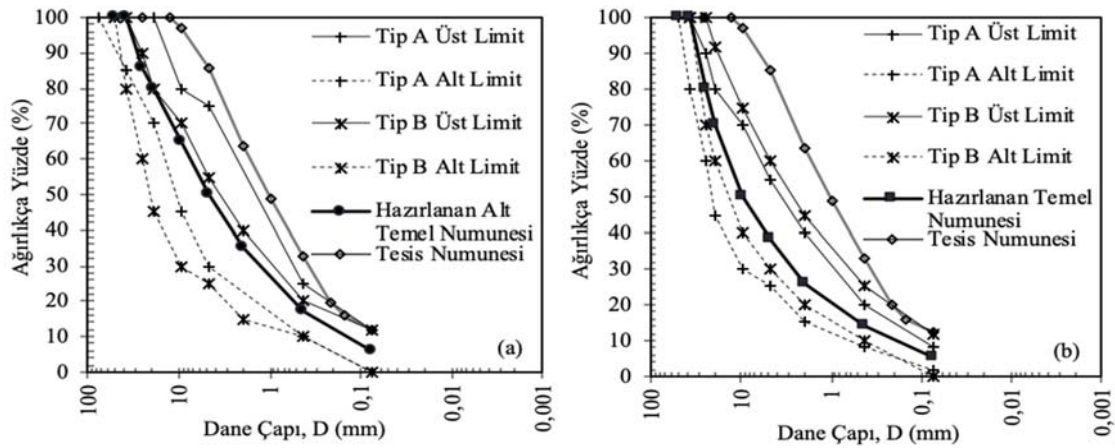 Ağırlıkça Yüzde (%)
100
90
80
70
60
50
40
30
20
10
0
100
10
1
0,1
0,01
0,001
Dane Çapı, D (mm)
Tip A Üst Limit
Tip A Alt Limit
Tip B Üst Limit
Tip B Alt Limit
Hazırlanan Alt
Temel Numunesi
Tesis Numunesi
(a)
Ağırlıkça Yüzde (%)
100
90
80
70
60
50
40
30
20
10
0
100
10
1
0,1
0,01
0,001
Dane Çapı, D (mm)
Tip A Üst Limit
Tip A Alt Limit
Tip B Üst Limit
Tip B Alt Limit
Hazırlanan Temel
Numunesi
Tesis Numunesi
(b)